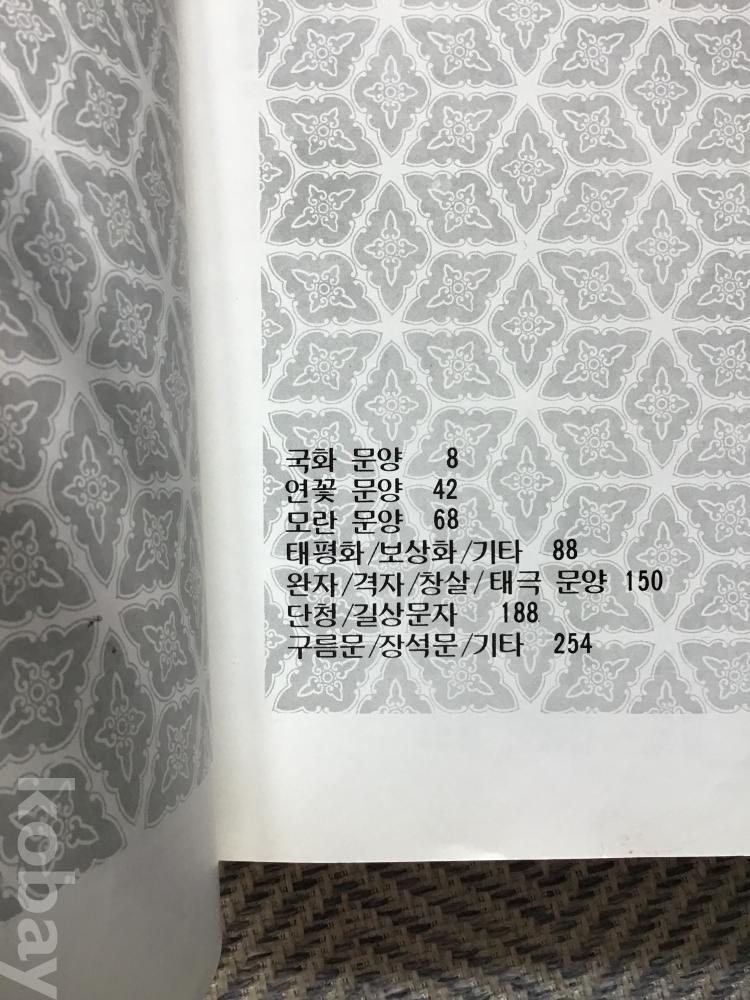 국화 문양 8
연꽃 문양 42
모란 문양 68
태평화/보상화/기타 88
완자/격자/창살/태극 문양 150
단청/길상문자 188
구름문/장석문/기타 254
kobay